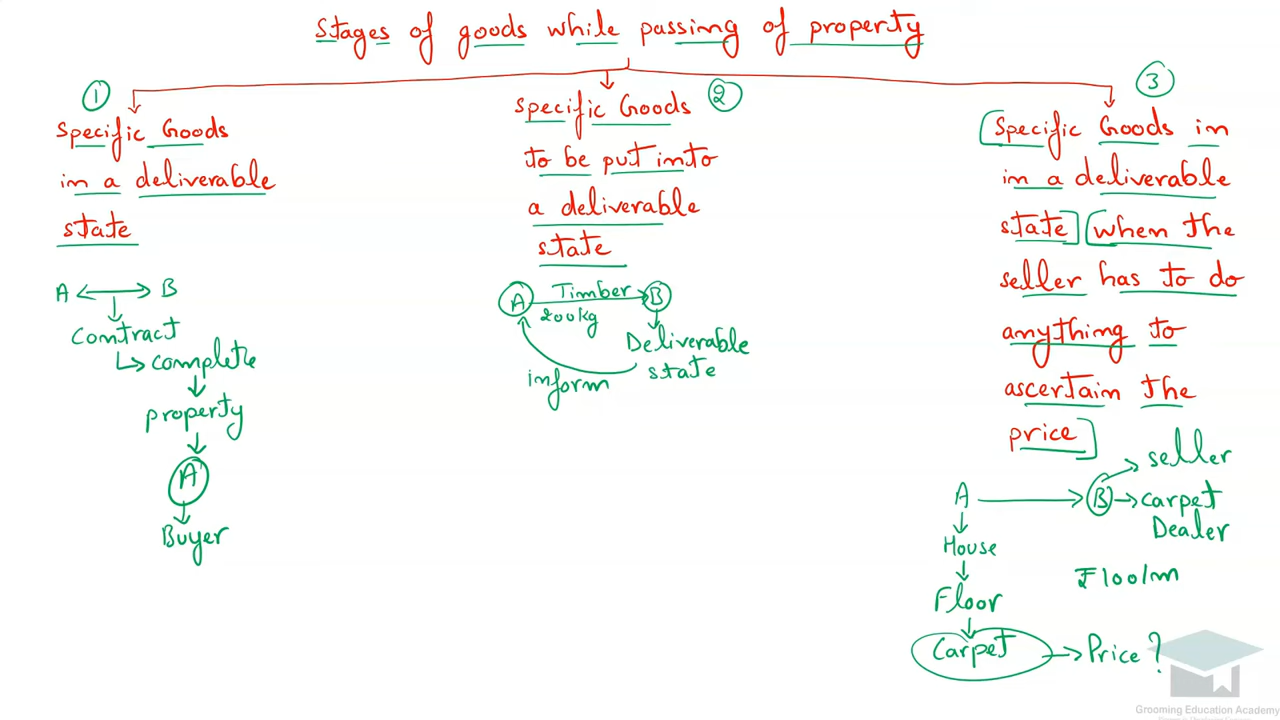 Stages of goods while passing of property
①
Specific Goods
in a deliverable
state
A B
Contract
complete
property
A
Buyer
②
Specific Goods
to be put into
a deliverable
state
A Timber B
200kg
Deliverable
state
inform
③
[Specific Goods in
in a deliverable
state] [when the
seller has to do
anything to
ascertain the
price]
seller
A B carpet
Dealer
House
₹100/m
Floor
Carpet Price ?
Grooming Education Academy